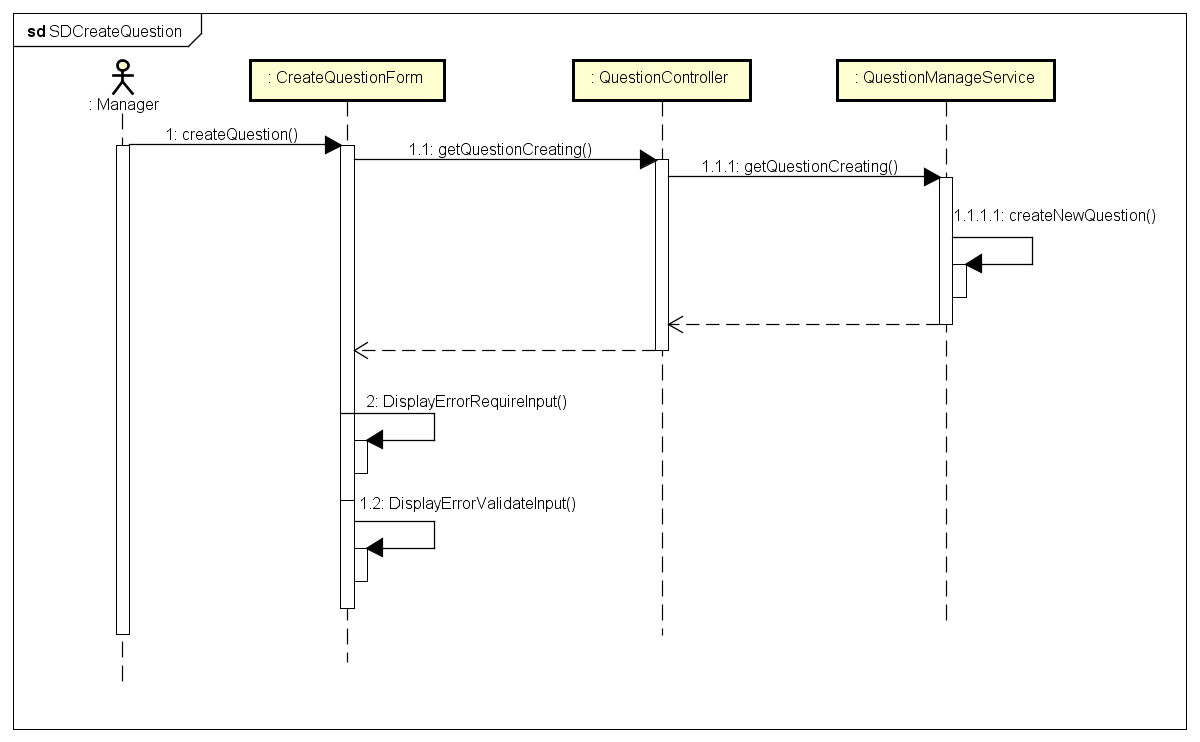 sd SDCreateQuestion
: Manager
: CreateQuestionForm
: QuestionController
: QuestionManageService
1: createQuestion()
1.1: getQuestionCreating()
1.1.1: getQuestionCreating()
1.1.1.1: createNewQuestion()
2: DisplayErrorRequireInput()
1.2: DisplayErrorValidateInput()